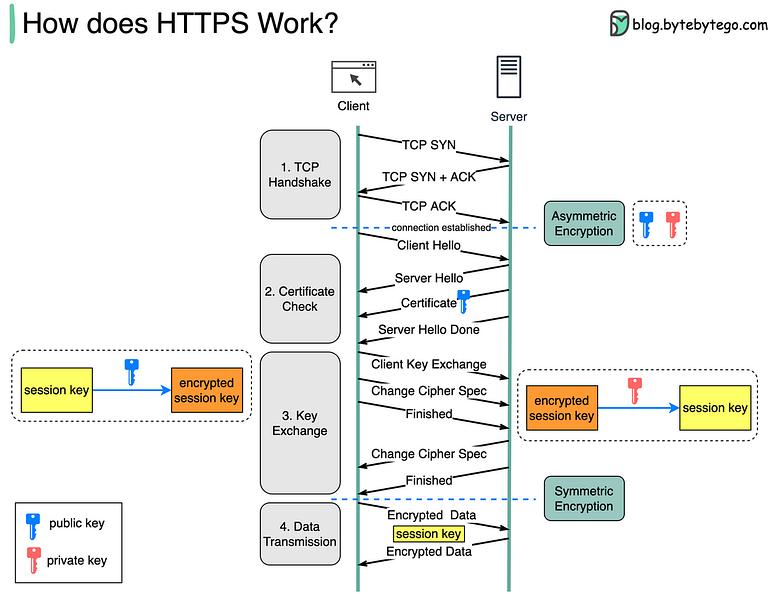 How does HTTPS Work?
blog.bytebytego.com
Client
Server
1. TCP
Handshake
TCP SYN
TCP SYN + ACK
TCP ACK
connection established
Asymmetric
Encryption
Client Hello
2. Certificate
Check
Server Hello
Certificate
Server Hello Done
3. Key
Exchange
Client Key Exchange
Change Cipher Spec
Finished
Change Cipher Spec
Finished
session key
encrypted
session key
encrypted
session key
session key
Symmetric
Encryption
4. Data
Transmission
Encrypted Data
session key
Encrypted Data
public key
private key